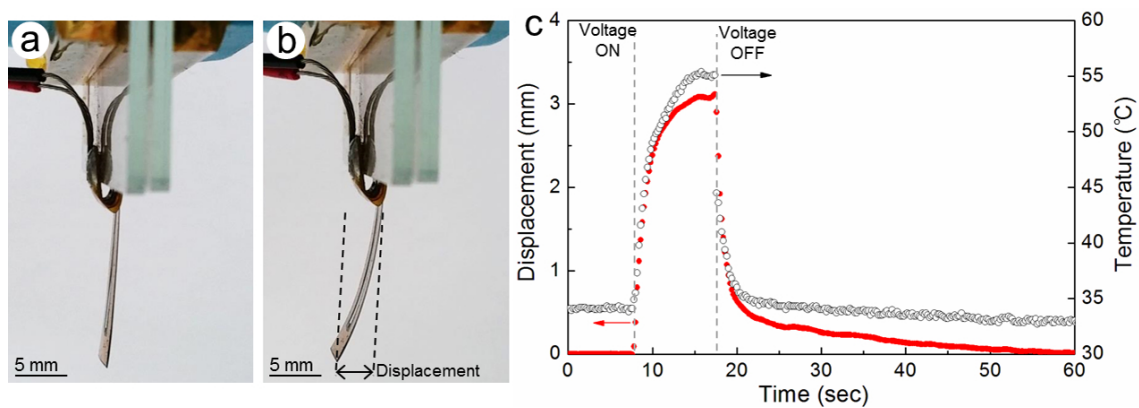 a
5 mm
b
5 mm
Displacement
c
Voltage
ON
Voltage
OFF
Displacement (mm)
4
3
2
1
0
60
55
50
45
40
35
30
Temperature (℃)
0 10 20 30 40 50 60
Time (sec)